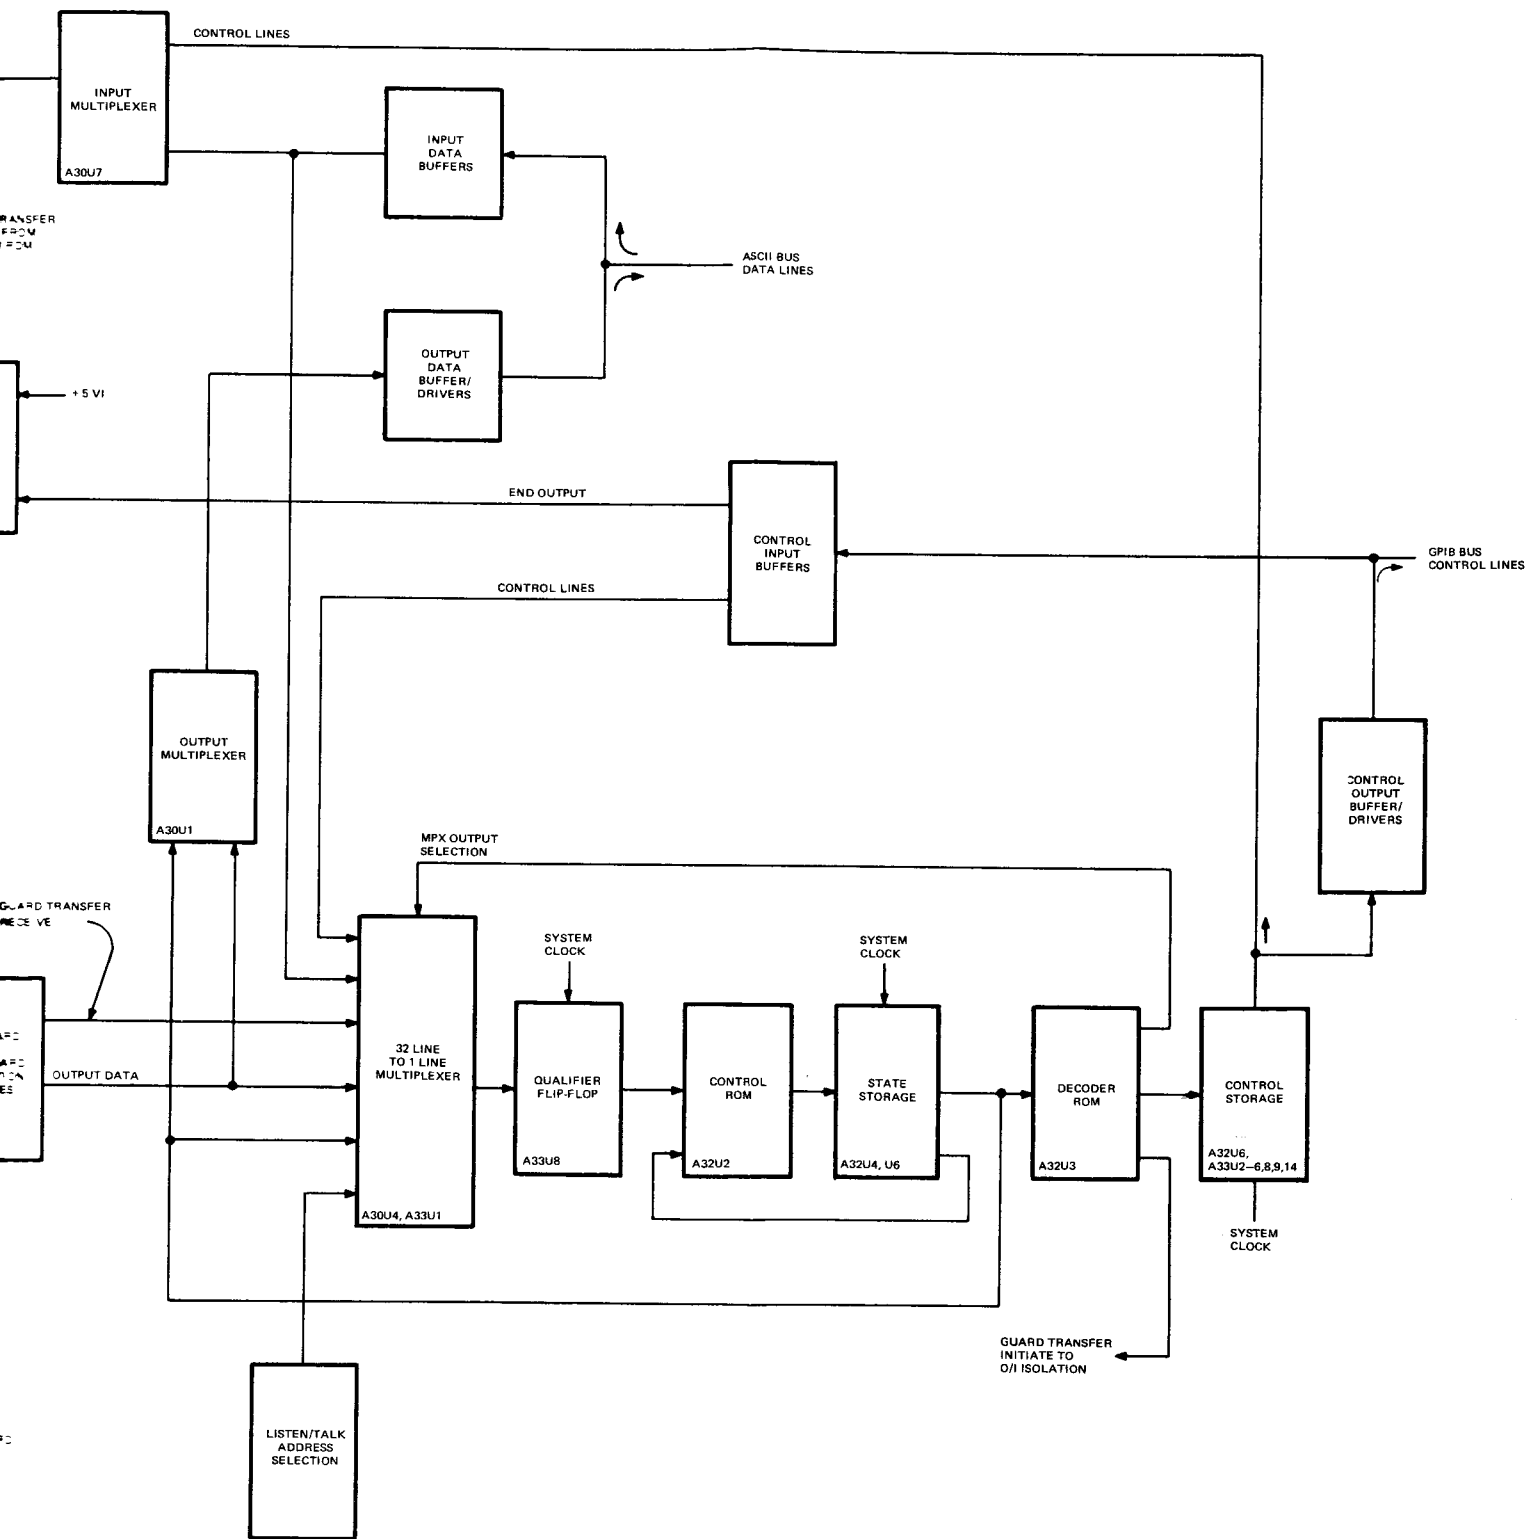 CONTROL LINES
INPUT
MULTIPLEXER
A30U7
INPUT
DATA
BUFFERS
ASCII BUS
DATA LINES
OUTPUT
DATA
BUFFER/
DRIVERS
+5 VI
END OUTPUT
CONTROL
INPUT
BUFFERS
CONTROL LINES
GPIB BUS
CONTROL LINES
OUTPUT
MULTIPLEXER
A30U1
CONTROL
OUTPUT
BUFFER/
DRIVERS
MPX OUTPUT
SELECTION
GUARD TRANSFER
RECEIVE
OUTPUT DATA
32 LINE
TO 1 LINE
MULTIPLEXER
A30U4, A33U1
SYSTEM
CLOCK
QUALIFIER
FLIP-FLOP
A33U8
CONTROL
ROM
A32U2
SYSTEM
CLOCK
STATE
STORAGE
A32U4, U6
DECODER
ROM
A32U3
CONTROL
STORAGE
A32U6,
A33U2–6,8,9,14
SYSTEM
CLOCK
GUARD TRANSFER
INITIATE TO
O/I ISOLATION
LISTEN/TALK
ADDRESS
SELECTION